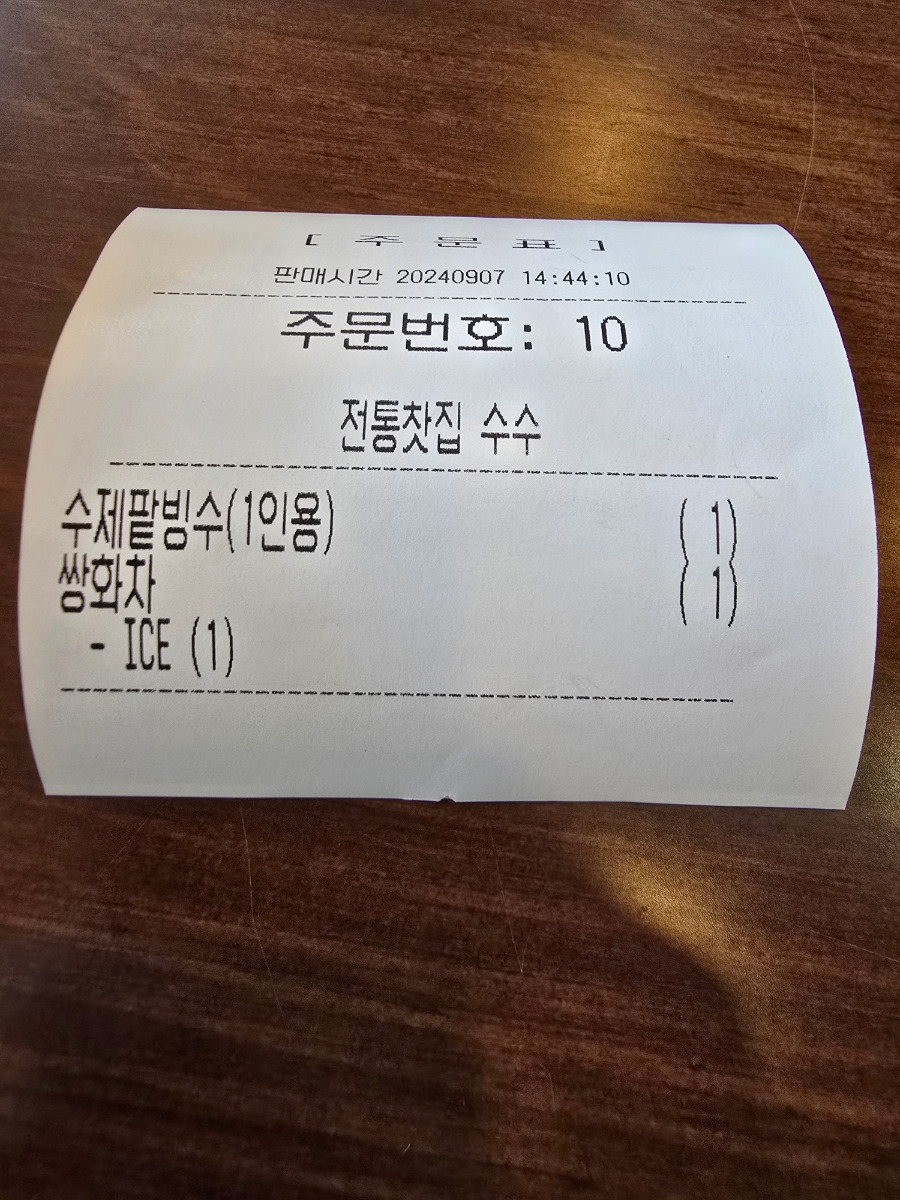 [ 주 문 표 ]
판매시간 20240907 14:44:10
주문번호: 10
전통찻집 수수
수제팥빙수(1인용) ( 1)
쌍화차 ( 1)
- ICE (1)